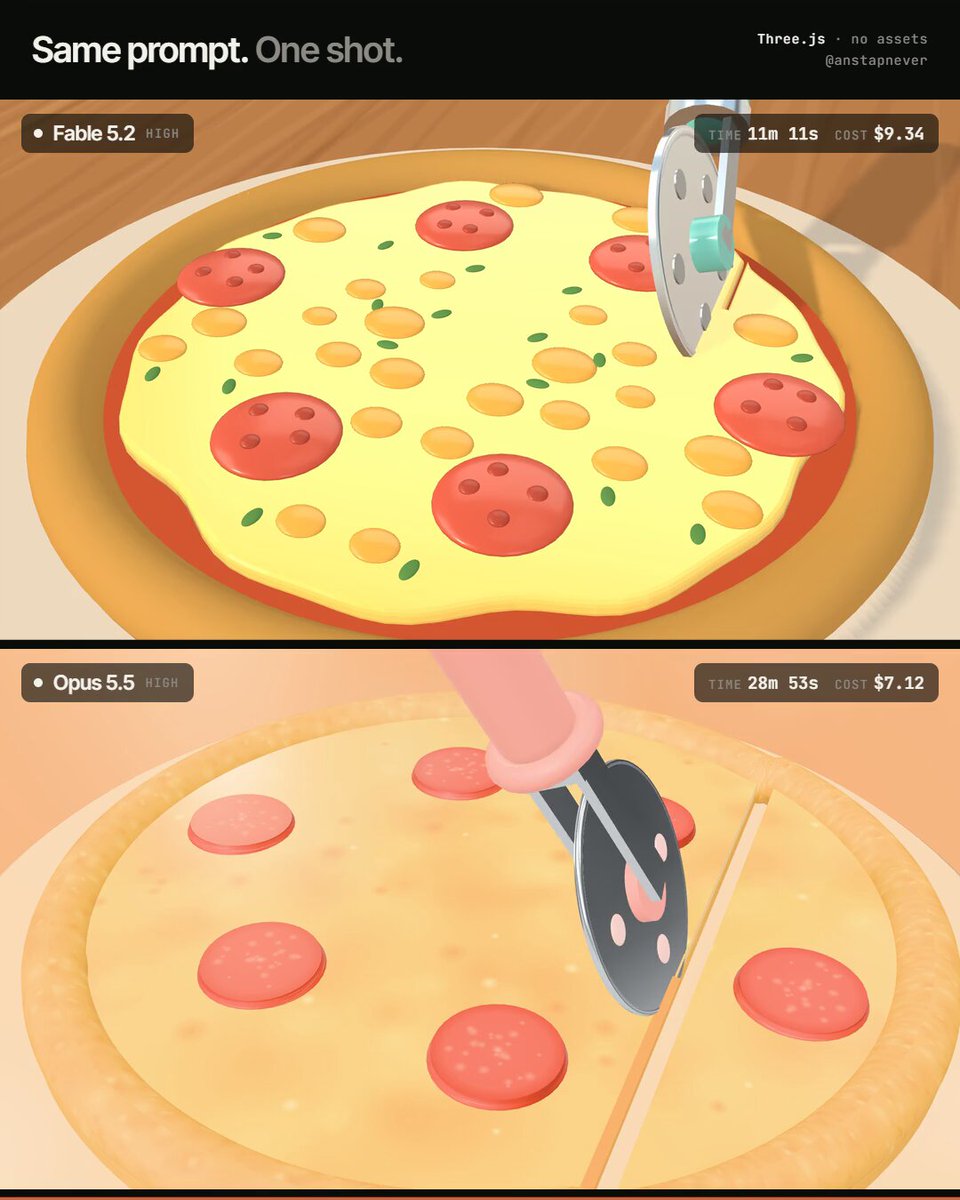 Same prompt. One shot.
Three.js · no assets
@anstapnever
Fable 5.2 HIGH
TIME 11m 11s COST $9.34
Opus 5.5 HIGH
TIME 28m 53s COST $7.12